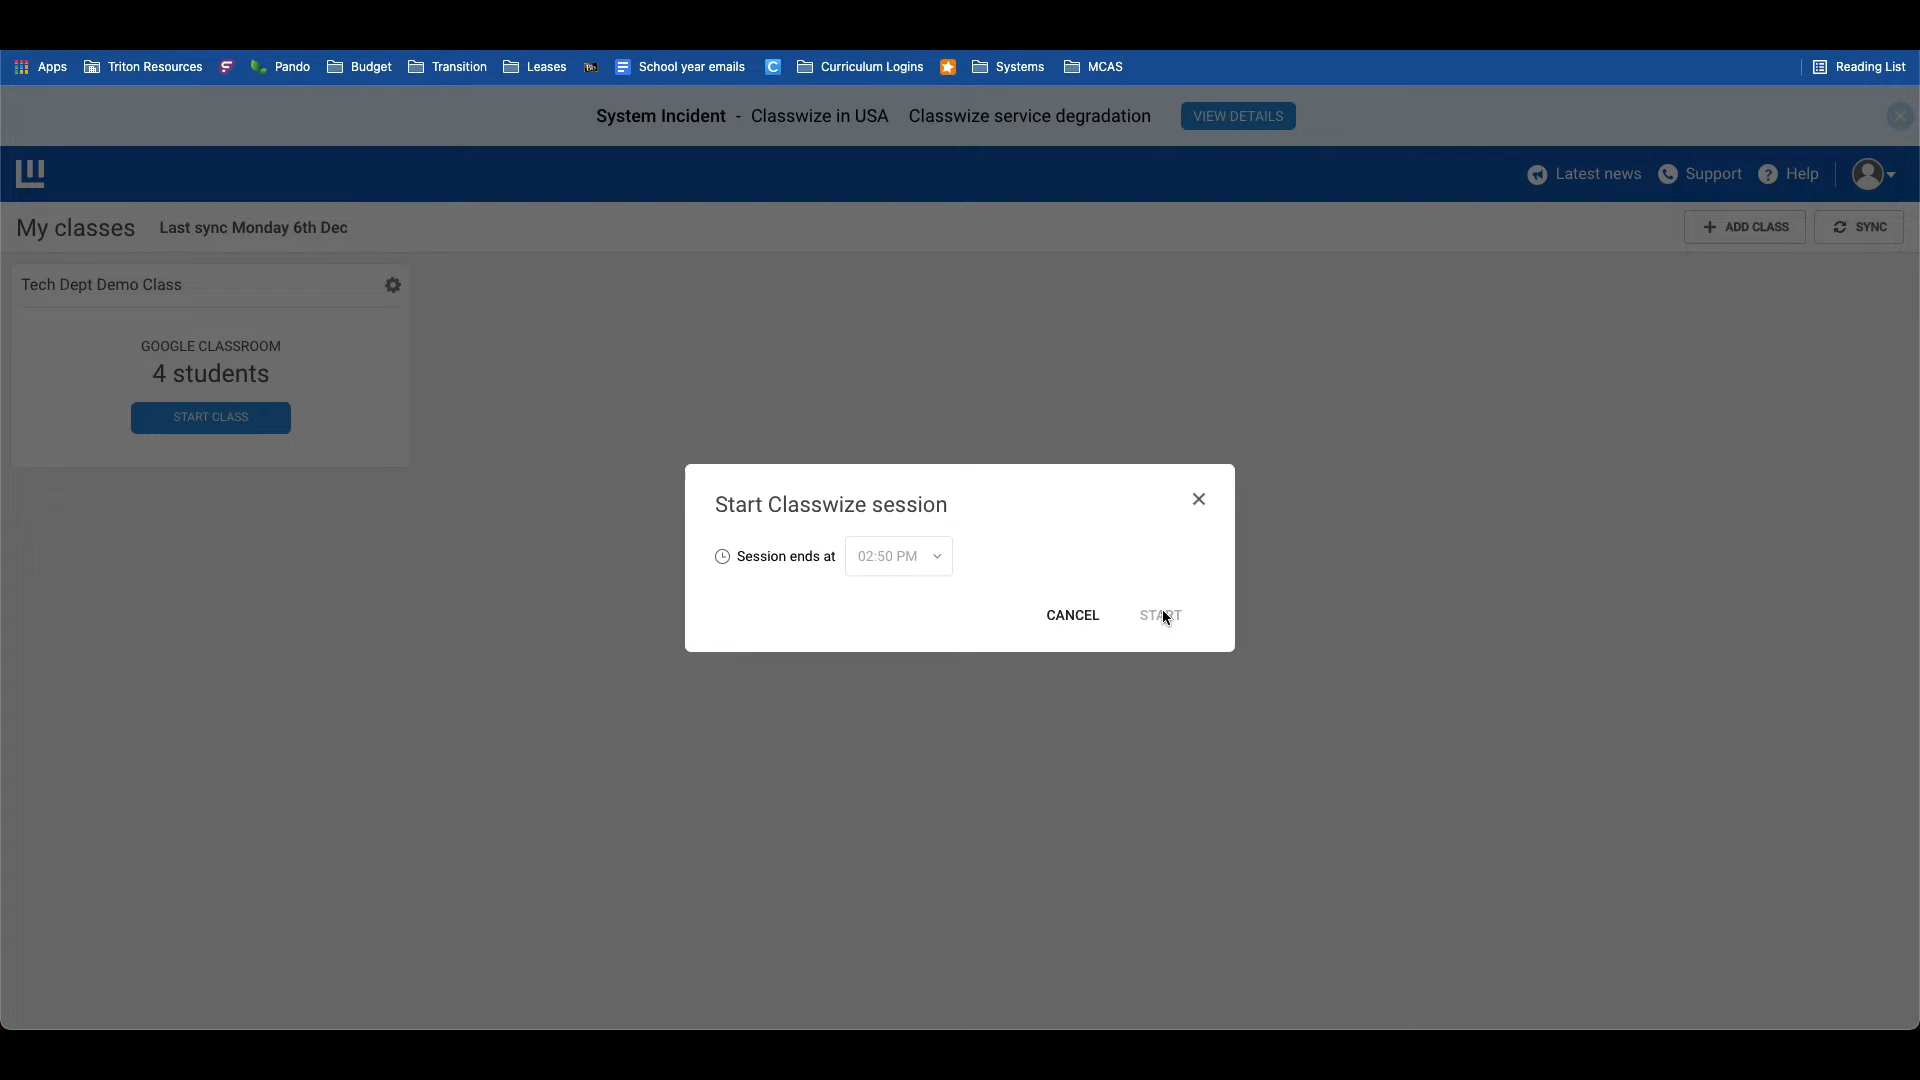 Apps Triton Resources Pando Budget Transition Leases School year emails C Curriculum Logins Systems MCAS Reading List
System Incident - Classwize in USA Classwize service degradation VIEW DETAILS
Latest news Support ? Help
My classes Last sync Monday 6th Dec + ADD CLASS SYNC
Tech Dept Demo Class
GOOGLE CLASSROOM
4 students
START CLASS
Start Classwize session
Session ends at 02:50 PM
CANCEL START